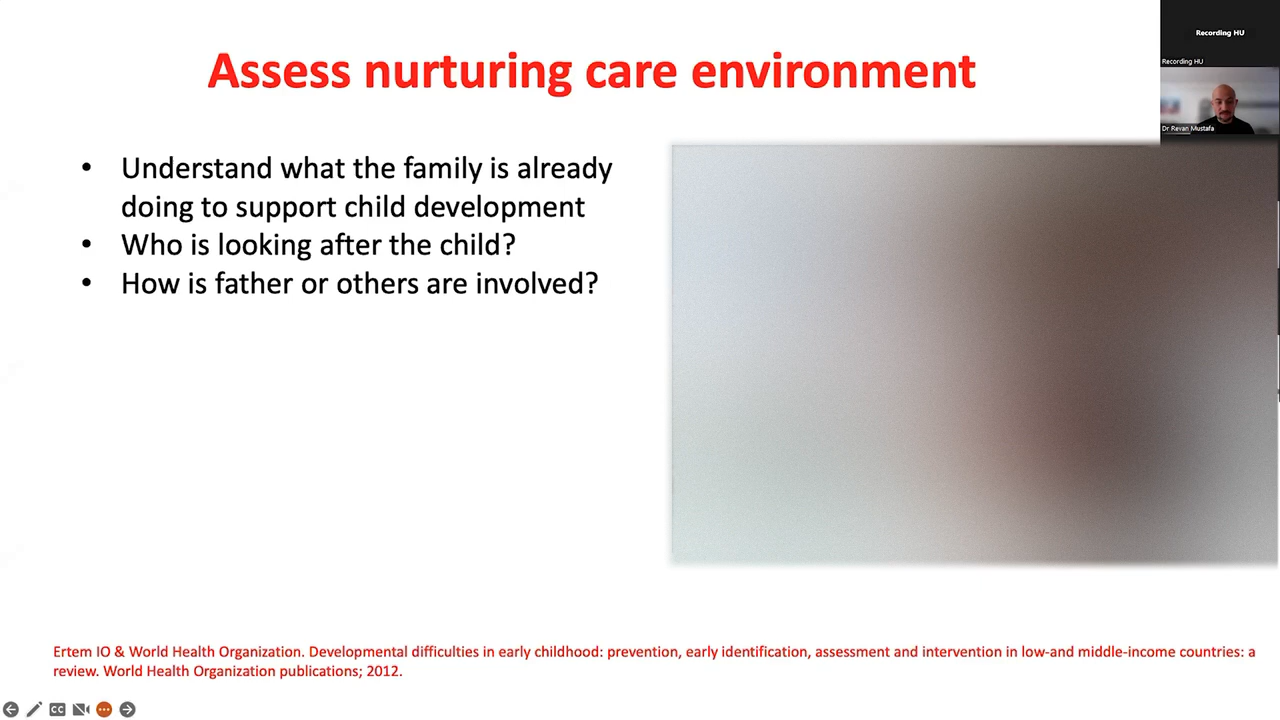 Assess nurturing care environment
Recording HU
Recording HU
Dr Revan Mustafa
• Understand what the family is already
doing to support child development
• Who is looking after the child?
• How is father or others are involved?
Ertem IO & World Health Organization. Developmental difficulties in early childhood: prevention, early identification, assessment and intervention in low-and middle-income countries: a
review. World Health Organization publications; 2012.
CC